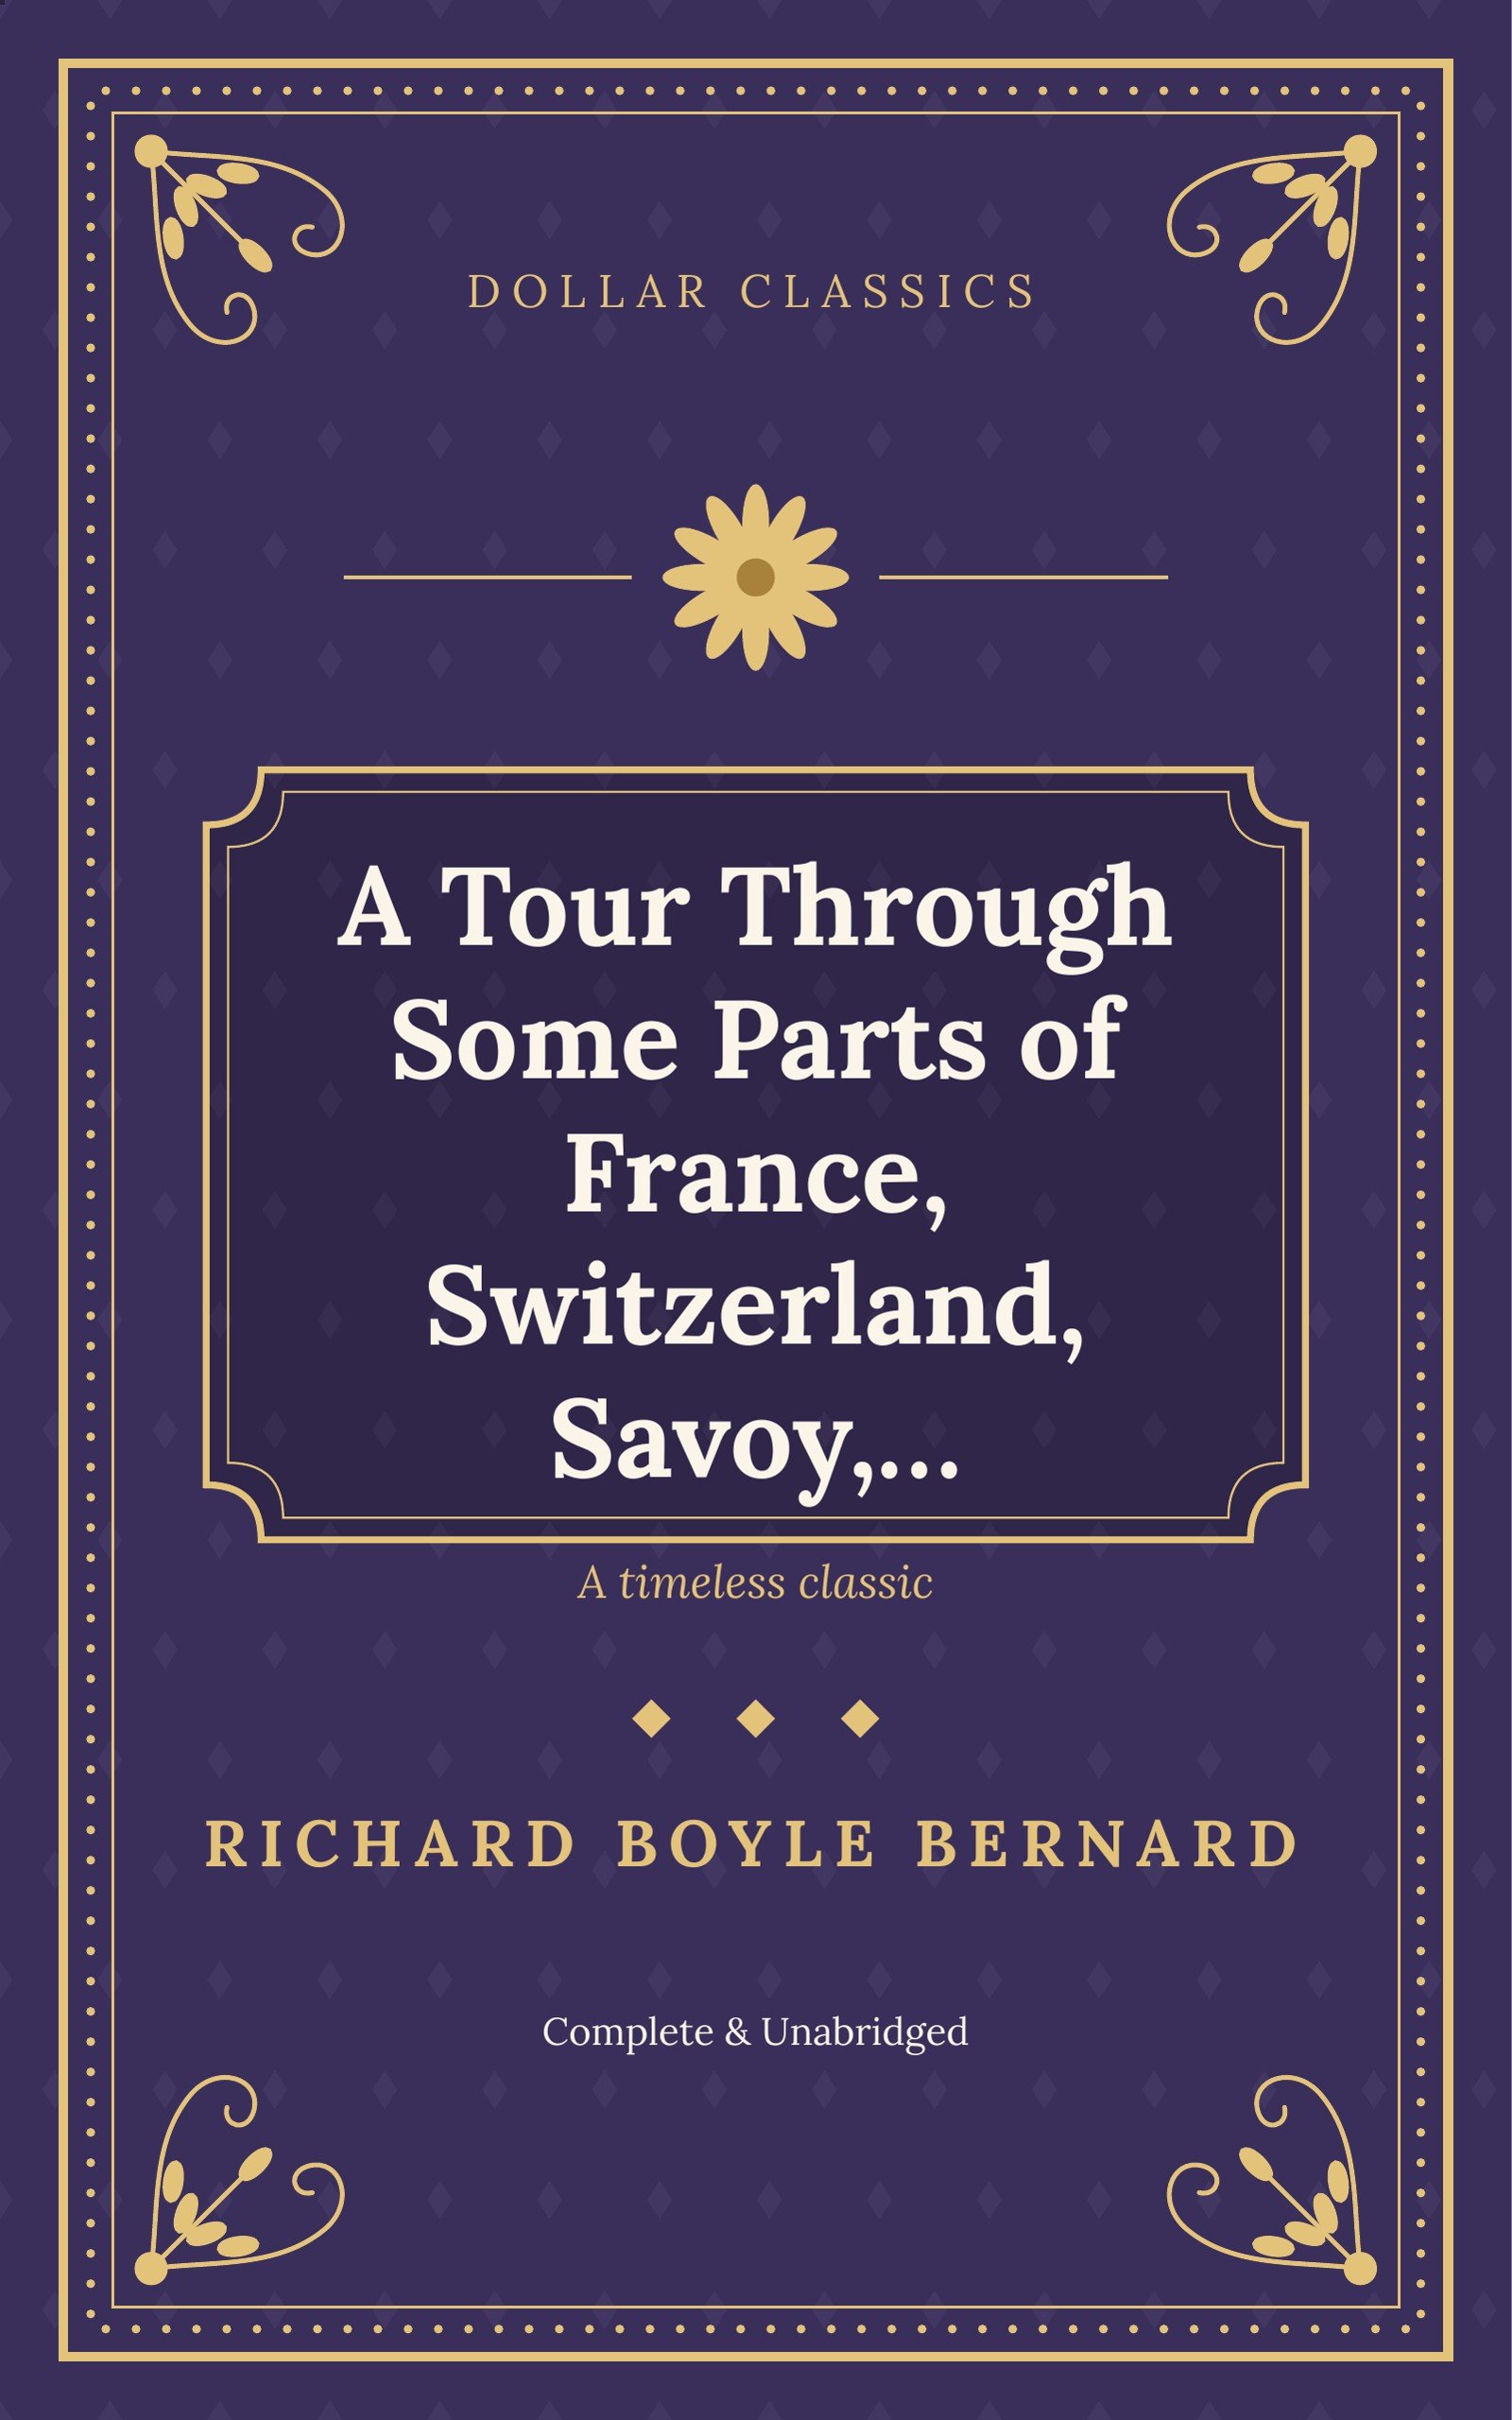 DOLLAR CLASSICS
A Tour Through
Some Parts of
France,
Switzerland,
Savoy,...
A timeless classic
RICHARD BOYLE BERNARD
Complete & Unabridged